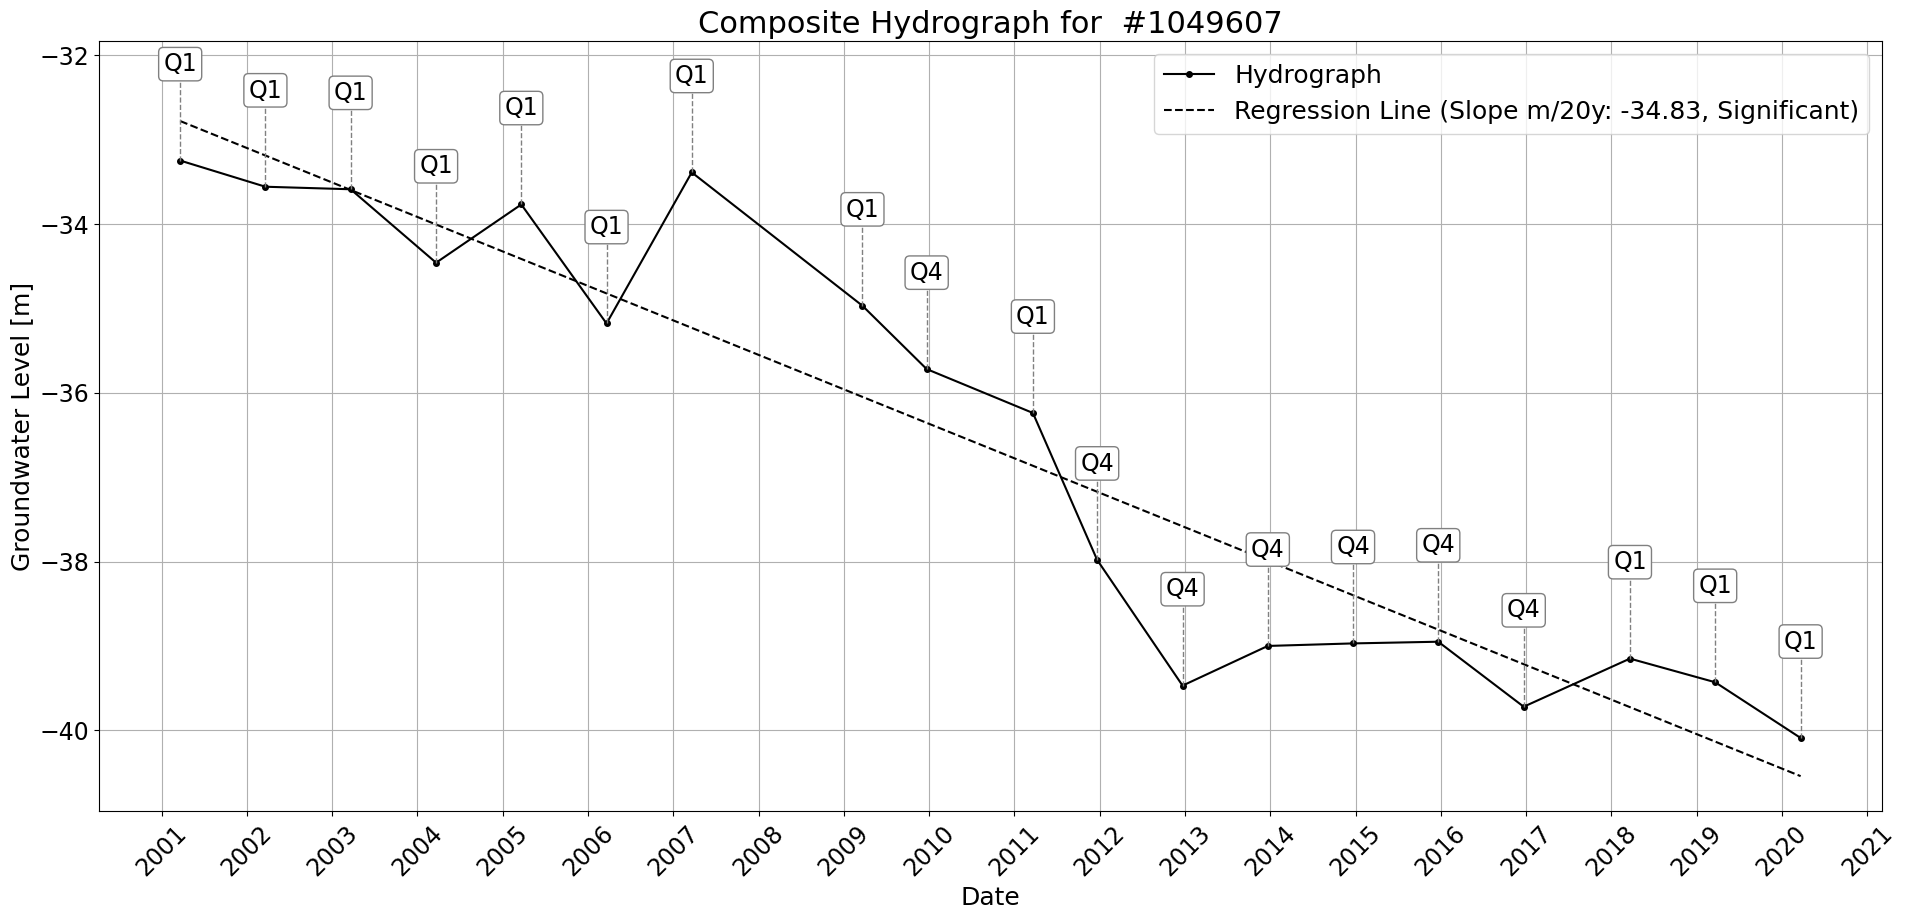 Composite Hydrograph for  #1049607
Hydrograph
Regression Line (Slope m/20y: -34.83, Significant)
Groundwater Level [m]
−32
−34
−36
−38
−40
Q1
Q1
Q1
Q1
Q1
Q1
Q1
Q1
Q4
Q1
Q4
Q4
Q4
Q4
Q4
Q4
Q1
Q1
Q1
2001
2002
2003
2004
2005
2006
2007
2008
2009
2010
2011
2012
2013
2014
2015
2016
2017
2018
2019
2020
2021
Date